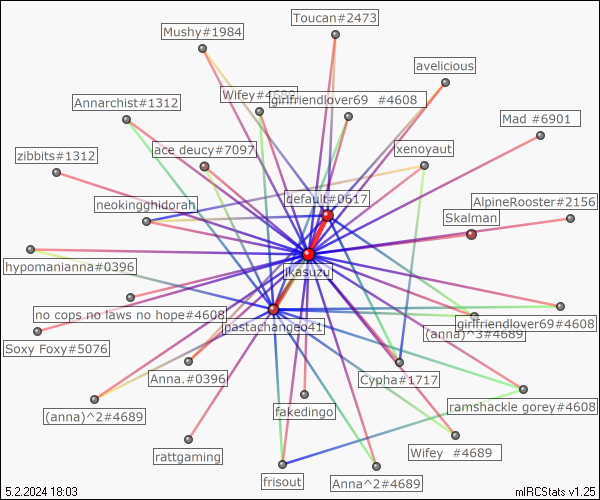 Toucan#2473
Mushy#1984
avelicious
Wifey#4689
girlfriendlover69 #4608
Annarchist#1312
Mad #6901
ace deucy#7097
xenoyaut
zibbits#1312
default#0617
AlpineRooster#2156
neokingghidorah
Skalman
hypomanianna#0396
ikasuzu
no cops no laws no hope#4608
girlfriendlover69#4608
pastachangeo41
(anna)^3#4689
Soxy Foxy#5076
Anna.#0396
Cypha#1717
fakedingo
ramshackle gorey#4608
(anna)^2#4689
rattgaming
Wifey #4689
frisout
Anna^2#4689
5.2.2024 18:03
mIRCStats v1.25